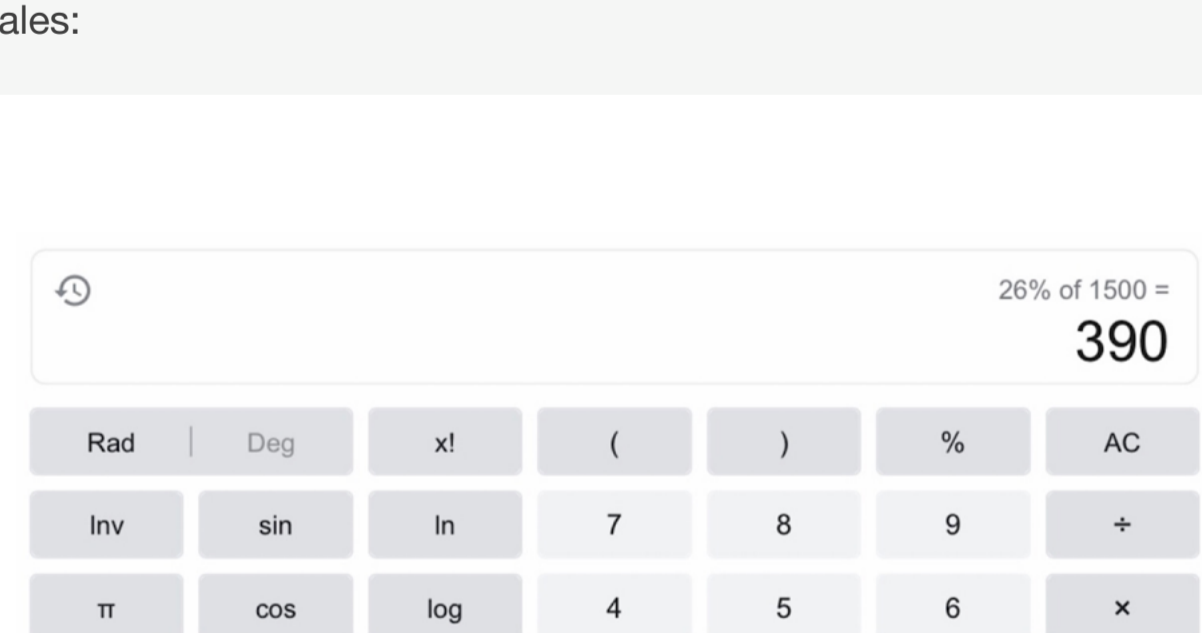 ales:
26% of 1500 =
390
Rad | Deg x! ( ) % AC
Inv sin ln 7 8 9 ÷
π cos log 4 5 6 ×